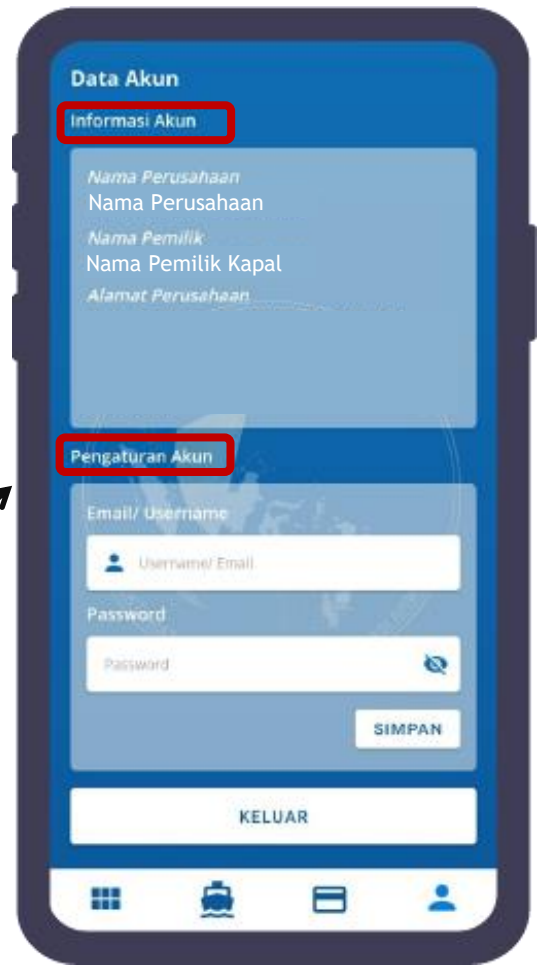 Data Akun
Informasi Akun
Nama Perusahaan
Nama Perusahaan
Nama Pemilik
Nama Pemilik Kapal
Alamat Perusahaan
Pengaturan Akun
Email/ Username
Username/ Email
Password
Password
SIMPAN
KELUAR